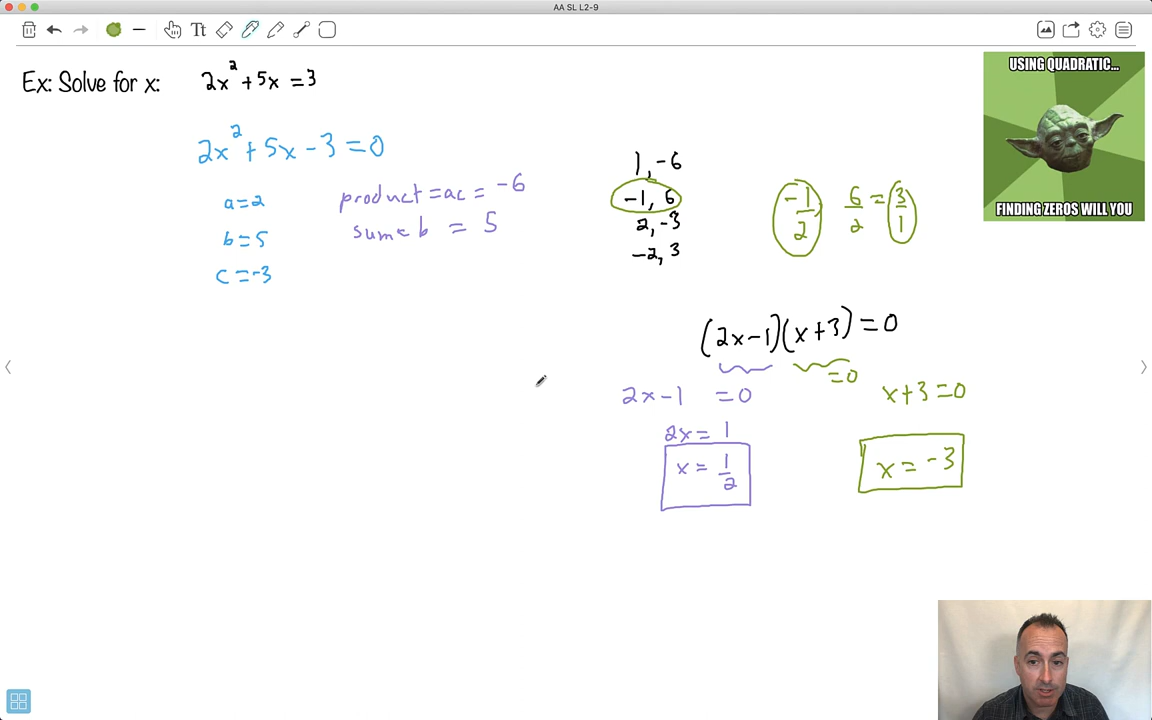 AA SL L2-9
Tt
Ex: Solve for x: 2x² + 5x = 3
2x² + 5x - 3 = 0
a = 2
b = 5
c = -3
product = ac = -6
sum = b = 5
1, -6
-1, 6
2, -3
-2, 3
-1/2, 6/2 = 3/1
(2x-1)(x+3) = 0
= 0
2x-1 = 0
2x = 1
x = 1/2
x+3 = 0
x = -3
USING QUADRATIC...
FINDING ZEROS WILL YOU